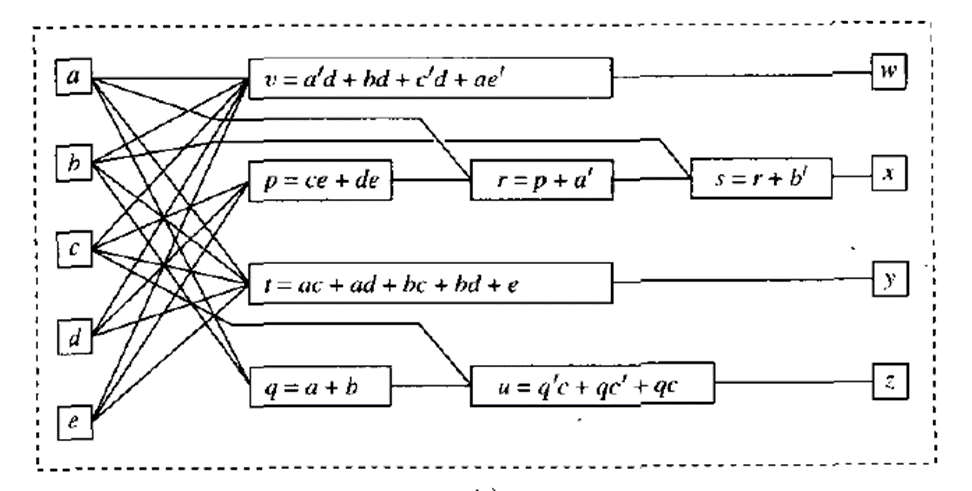 a v = a′d + bd + c′d + ae′ w
b p = ce + de r = p + a′ s = r + b′ x
c t = ac + ad + bc + bd + e y
d
q = a + b u = q′c + qc′ + qc z
e